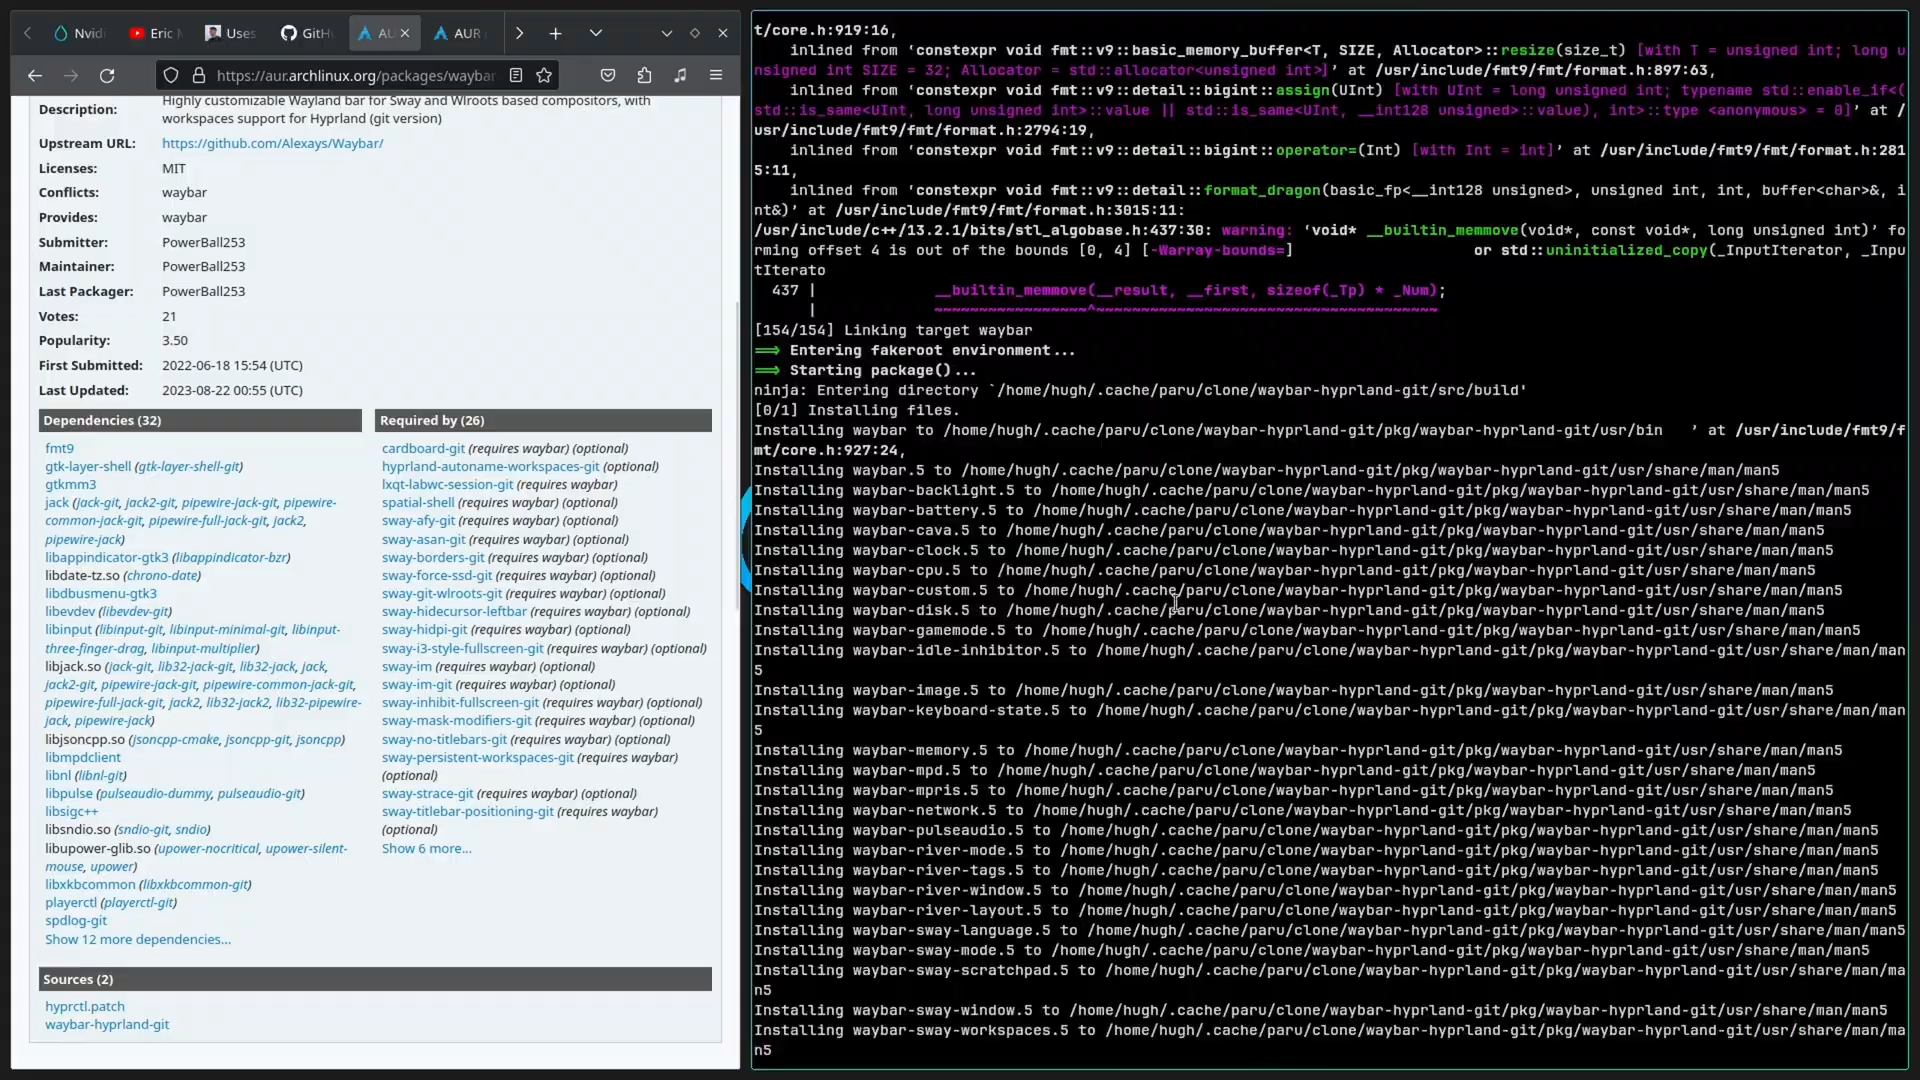 Nvidi
Eric M
Uses
GitH
AU
AUR
https://aur.archlinux.org/packages/waybar
Description: Highly customizable Wayland bar for Sway and Wlroots based compositors, with
workspaces support for Hyprland (git version)
Upstream URL: https://github.com/Alexays/Waybar/
Licenses: MIT
Conflicts: waybar
Provides: waybar
Submitter: PowerBall253
Maintainer: PowerBall253
Last Packager: PowerBall253
Votes: 21
Popularity: 3.50
First Submitted: 2022-06-18 15:54 (UTC)
Last Updated: 2023-08-22 00:55 (UTC)
Dependencies (32)
fmt9
gtk-layer-shell (gtk-layer-shell-git)
gtkmm3
jack (jack-git, jack2-git, pipewire-jack-git, pipewire-
common-jack-git, pipewire-full-jack-git, jack2,
pipewire-jack)
libappindicator-gtk3 (libappindicator-bzr)
libdate-tz.so (chrono-date)
libdbusmenu-gtk3
libevdev (libevdev-git)
libinput (libinput-git, libinput-minimal-git, libinput-
three-finger-drag, libinput-multiplier)
libjack.so (jack-git, lib32-jack-git, lib32-jack, jack,
jack2-git, pipewire-jack-git, pipewire-common-jack-git,
pipewire-full-jack-git, jack2, lib32-jack2, lib32-pipewire-
jack, pipewire-jack)
libjsoncpp.so (jsoncpp-cmake, jsoncpp-git, jsoncpp)
libmpdclient
libnl (libnl-git)
libpulse (pulseaudio-dummy, pulseaudio-git)
libsigc++
libsndio.so (sndio-git, sndio)
libupower-glib.so (upower-nocritical, upower-silent-
mouse, upower)
libxkbcommon (libxkbcommon-git)
playerctl (playerctl-git)
spdlog-git
Show 12 more dependencies...
Required by (26)
cardboard-git (requires waybar) (optional)
hyprland-autoname-workspaces-git (optional)
lxqt-labwc-session-git (requires waybar)
spatial-shell (requires waybar) (optional)
sway-afy-git (requires waybar) (optional)
sway-asan-git (requires waybar) (optional)
sway-borders-git (requires waybar) (optional)
sway-force-ssd-git (requires waybar) (optional)
sway-git-wlroots-git (requires waybar) (optional)
sway-hidecursor-leftbar (requires waybar) (optional)
sway-hidpi-git (requires waybar) (optional)
sway-i3-style-fullscreen-git (requires waybar) (optional)
sway-im (requires waybar) (optional)
sway-im-git (requires waybar) (optional)
sway-inhibit-fullscreen-git (requires waybar) (optional)
sway-mask-modifiers-git (requires waybar) (optional)
sway-no-titlebars-git (requires waybar) (optional)
sway-persistent-workspaces-git (requires waybar)
(optional)
sway-strace-git (requires waybar) (optional)
sway-titlebar-positioning-git (requires waybar)
(optional)
Show 6 more...
Sources (2)
hyprctl.patch
waybar-hyprland-git
t/core.h:919:16,
    inlined from ‘constexpr void fmt::v9::basic_memory_buffer<T, SIZE, Allocator>::resize(size_t) [with T = unsigned int; long u
nsigned int SIZE = 32; Allocator = std::allocator<unsigned int>]’ at /usr/include/fmt9/fmt/format.h:897:63,
    inlined from ‘constexpr void fmt::v9::detail::bigint::assign(UInt) [with UInt = long unsigned int; typename std::enable_if<(
std::is_same<UInt, long unsigned int>::value || std::is_same<UInt, __int128 unsigned>::value), int>::type <anonymous> = 0]’ at /
usr/include/fmt9/fmt/format.h:2794:19,
    inlined from ‘constexpr void fmt::v9::detail::bigint::operator=(Int) [with Int = int]’ at /usr/include/fmt9/fmt/format.h:281
5:11,
    inlined from ‘constexpr void fmt::v9::detail::format_dragon(basic_fp<__int128 unsigned>, unsigned int, int, buffer<char>&, i
nt&)’ at /usr/include/fmt9/fmt/format.h:3015:11:
/usr/include/c++/13.2.1/bits/stl_algobase.h:437:30: warning: ‘void* __builtin_memmove(void*, const void*, long unsigned int)’ fo
rming offset 4 is out of the bounds [0, 4] [-Warray-bounds=] or std::uninitialized_copy(_InputIterator, _Inpu
tIterato
437 | __builtin_memmove(__result, __first, sizeof(_Tp) * _Num);
| ~~~~~~~~~~~~~~~~~^~~~~~~~~~~~~~~~~~~~~~~~~~~~~~~~~~~~~~~
[154/154] Linking target waybar
==> Entering fakeroot environment...
==> Starting package()...
ninja: Entering directory `/home/hugh/.cache/paru/clone/waybar-hyprland-git/src/build'
[0/1] Installing files.
Installing waybar to /home/hugh/.cache/paru/clone/waybar-hyprland-git/pkg/waybar-hyprland-git/usr/bin ’ at /usr/include/fmt9/f
mt/core.h:927:24,
Installing waybar.5 to /home/hugh/.cache/paru/clone/waybar-hyprland-git/pkg/waybar-hyprland-git/usr/share/man/man5
Installing waybar-backlight.5 to /home/hugh/.cache/paru/clone/waybar-hyprland-git/pkg/waybar-hyprland-git/usr/share/man/man5
Installing waybar-battery.5 to /home/hugh/.cache/paru/clone/waybar-hyprland-git/pkg/waybar-hyprland-git/usr/share/man/man5
Installing waybar-cava.5 to /home/hugh/.cache/paru/clone/waybar-hyprland-git/pkg/waybar-hyprland-git/usr/share/man/man5
Installing waybar-clock.5 to /home/hugh/.cache/paru/clone/waybar-hyprland-git/pkg/waybar-hyprland-git/usr/share/man/man5
Installing waybar-cpu.5 to /home/hugh/.cache/paru/clone/waybar-hyprland-git/pkg/waybar-hyprland-git/usr/share/man/man5
Installing waybar-custom.5 to /home/hugh/.cache/paru/clone/waybar-hyprland-git/pkg/waybar-hyprland-git/usr/share/man/man5
Installing waybar-disk.5 to /home/hugh/.cache/paru/clone/waybar-hyprland-git/pkg/waybar-hyprland-git/usr/share/man/man5
Installing waybar-gamemode.5 to /home/hugh/.cache/paru/clone/waybar-hyprland-git/pkg/waybar-hyprland-git/usr/share/man/man5
Installing waybar-idle-inhibitor.5 to /home/hugh/.cache/paru/clone/waybar-hyprland-git/pkg/waybar-hyprland-git/usr/share/man/man
5
Installing waybar-image.5 to /home/hugh/.cache/paru/clone/waybar-hyprland-git/pkg/waybar-hyprland-git/usr/share/man/man5
Installing waybar-keyboard-state.5 to /home/hugh/.cache/paru/clone/waybar-hyprland-git/pkg/waybar-hyprland-git/usr/share/man/man
5
Installing waybar-memory.5 to /home/hugh/.cache/paru/clone/waybar-hyprland-git/pkg/waybar-hyprland-git/usr/share/man/man5
Installing waybar-mpd.5 to /home/hugh/.cache/paru/clone/waybar-hyprland-git/pkg/waybar-hyprland-git/usr/share/man/man5
Installing waybar-mpris.5 to /home/hugh/.cache/paru/clone/waybar-hyprland-git/pkg/waybar-hyprland-git/usr/share/man/man5
Installing waybar-network.5 to /home/hugh/.cache/paru/clone/waybar-hyprland-git/pkg/waybar-hyprland-git/usr/share/man/man5
Installing waybar-pulseaudio.5 to /home/hugh/.cache/paru/clone/waybar-hyprland-git/pkg/waybar-hyprland-git/usr/share/man/man5
Installing waybar-river-mode.5 to /home/hugh/.cache/paru/clone/waybar-hyprland-git/pkg/waybar-hyprland-git/usr/share/man/man5
Installing waybar-river-tags.5 to /home/hugh/.cache/paru/clone/waybar-hyprland-git/pkg/waybar-hyprland-git/usr/share/man/man5
Installing waybar-river-window.5 to /home/hugh/.cache/paru/clone/waybar-hyprland-git/pkg/waybar-hyprland-git/usr/share/man/man5
Installing waybar-river-layout.5 to /home/hugh/.cache/paru/clone/waybar-hyprland-git/pkg/waybar-hyprland-git/usr/share/man/man5
Installing waybar-sway-language.5 to /home/hugh/.cache/paru/clone/waybar-hyprland-git/pkg/waybar-hyprland-git/usr/share/man/man5
Installing waybar-sway-mode.5 to /home/hugh/.cache/paru/clone/waybar-hyprland-git/pkg/waybar-hyprland-git/usr/share/man/man5
Installing waybar-sway-scratchpad.5 to /home/hugh/.cache/paru/clone/waybar-hyprland-git/pkg/waybar-hyprland-git/usr/share/man/ma
n5
Installing waybar-sway-window.5 to /home/hugh/.cache/paru/clone/waybar-hyprland-git/pkg/waybar-hyprland-git/usr/share/man/man5
Installing waybar-sway-workspaces.5 to /home/hugh/.cache/paru/clone/waybar-hyprland-git/pkg/waybar-hyprland-git/usr/share/man/ma
n5